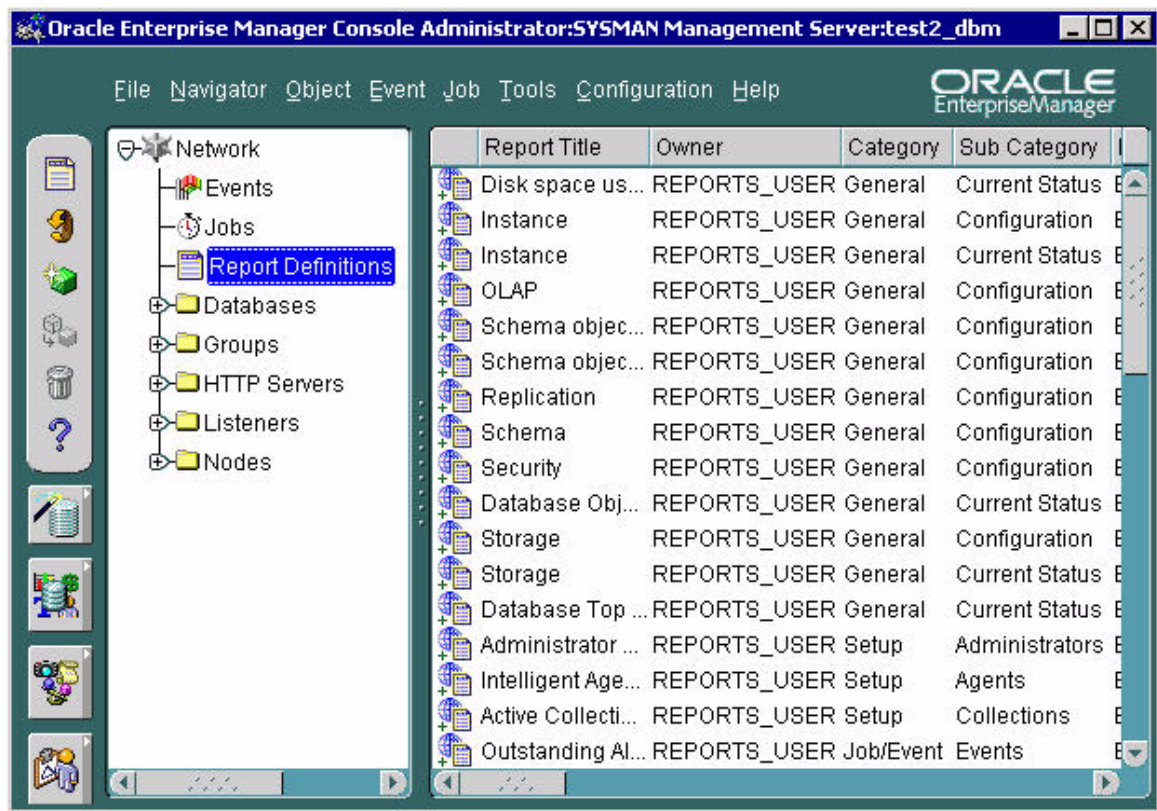 Oracle Enterprise Manager Console Administrator:SYSMAN Management Server:test2_dbm
File Navigator Object Event Job Tools Configuration Help
ORACLE
EnterpriseManager
Network
Events
Jobs
Report Definitions
Databases
Groups
HTTP Servers
Listeners
Nodes
Report Title Owner Category Sub Category
Disk space us... REPORTS_USER General Current Status
Instance REPORTS_USER General Configuration
Instance REPORTS_USER General Current Status
OLAP REPORTS_USER General Configuration
Schema objec... REPORTS_USER General Configuration
Schema objec... REPORTS_USER General Configuration
Replication REPORTS_USER General Configuration
Schema REPORTS_USER General Configuration
Security REPORTS_USER General Configuration
Database Obj... REPORTS_USER General Current Status
Storage REPORTS_USER General Configuration
Storage REPORTS_USER General Current Status
Database Top ... REPORTS_USER General Current Status
Administrator ... REPORTS_USER Setup Administrators
Intelligent Age... REPORTS_USER Setup Agents
Active Collecti... REPORTS_USER Setup Collections
Outstanding Al... REPORTS_USER Job/Event Events